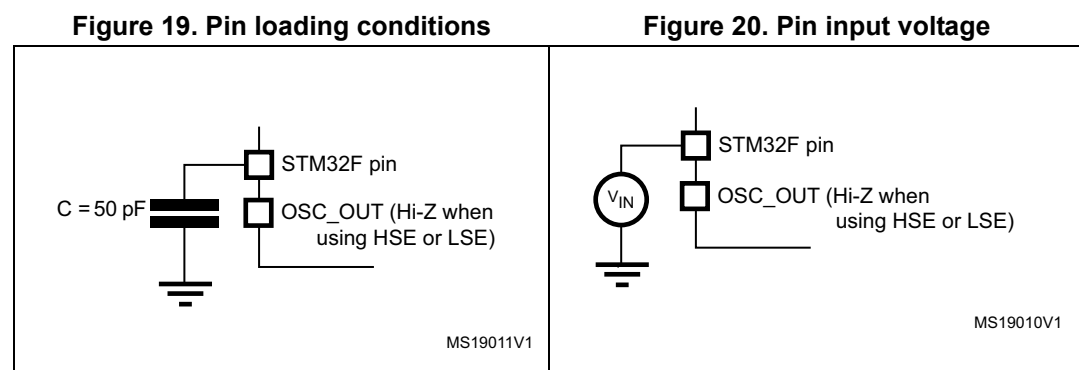 Figure 19. Pin loading conditions
Figure 20. Pin input voltage
STM32F pin
C = 50 pF
OSC_OUT (Hi-Z when
using HSE or LSE)
MS19011V1
STM32F pin
VIN
OSC_OUT (Hi-Z when
using HSE or LSE)
MS19010V1